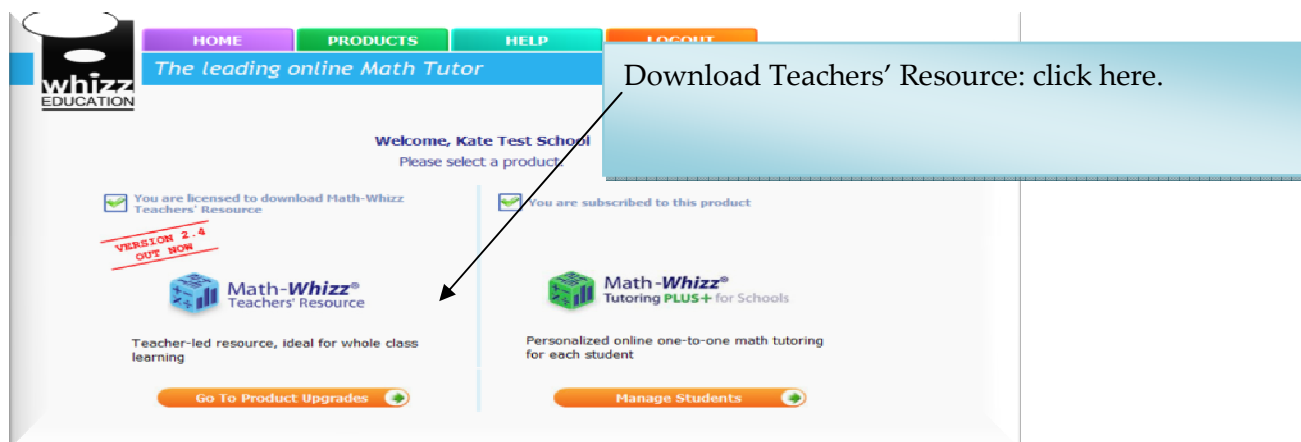 HOME PRODUCTS HELP LOGOUT
The leading online Math Tutor
whizz
EDUCATION
Download Teachers' Resource: click here.
Welcome, Kate Test School
Please select a product.
You are licensed to download Math-Whizz
Teachers' Resource
You are subscribed to this product
VERSION 2.4
OUT NOW
Math-Whizz®
Teachers' Resource
Math-Whizz®
Tutoring PLUS+ for Schools
Teacher-led resource, ideal for whole class
learning
Personalized online one-to-one math tutoring
for each student
Go To Product Upgrades
Manage Students